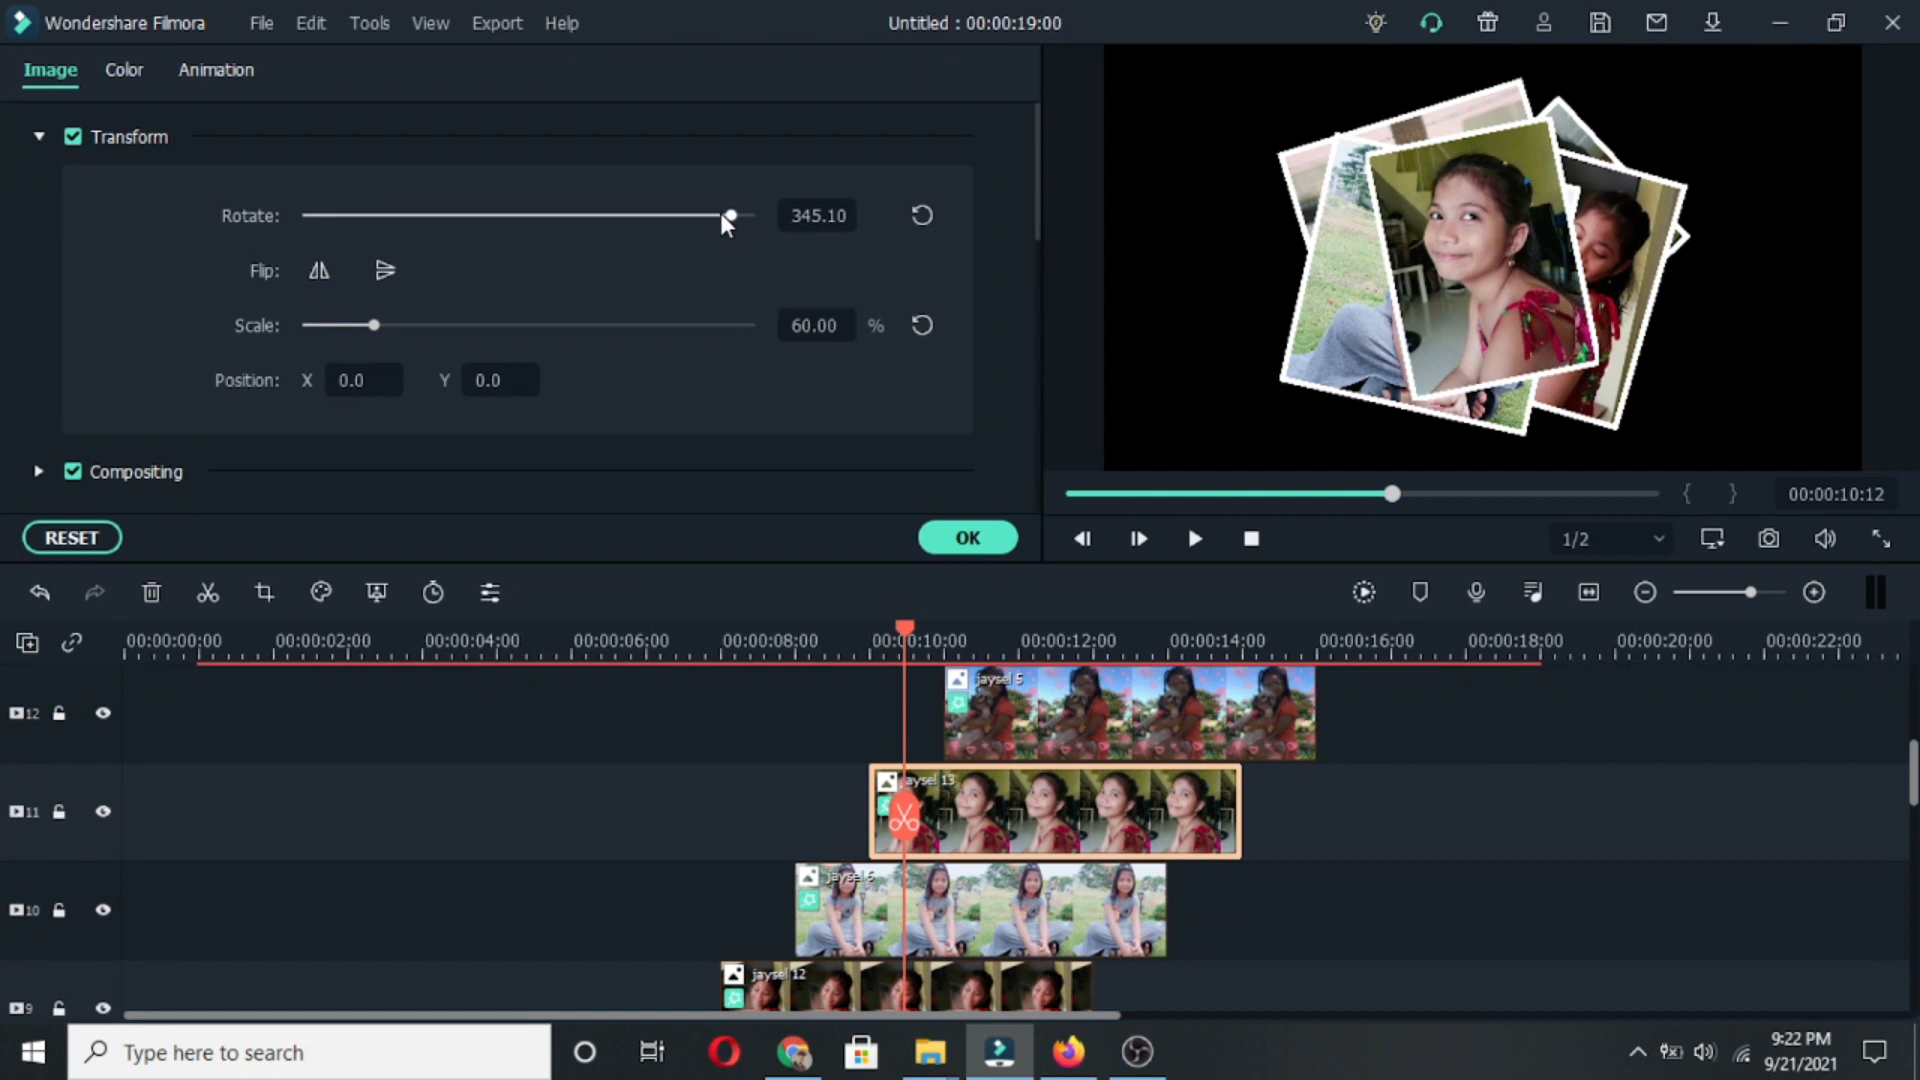 Wondershare Filmora File Edit Tools View Export Help Untitled : 00:00:19:00
Image Color Animation
Transform
Rotate: 345.10
Flip:
Scale: 60.00 %
Position: X 0.0 Y 0.0
Compositing
RESET OK
{ } 00:00:10:12
1/2
00:00:00:00 00:00:02:00 00:00:04:00 00:00:06:00 00:00:08:00 00:00:10:00 00:00:12:00 00:00:14:00 00:00:16:00 00:00:18:00 00:00:20:00 00:00:22:00
jaysel 5
12
jaysel 13
11
jaysel 6
10
jaysel 12
9
Type here to search
9:22 PM
9/21/2021